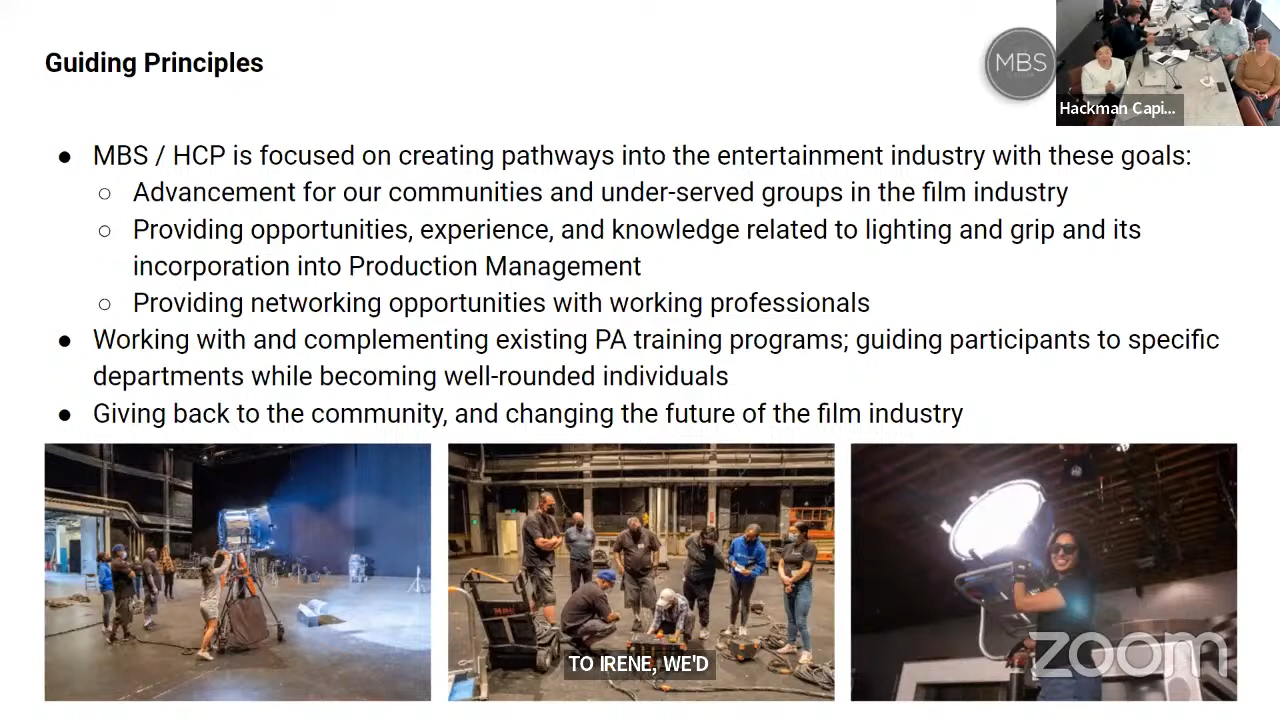 Guiding Principles
MBS
Hackman Capi...
● MBS / HCP is focused on creating pathways into the entertainment industry with these goals:
○ Advancement for our communities and under-served groups in the film industry
○ Providing opportunities, experience, and knowledge related to lighting and grip and its
incorporation into Production Management
○ Providing networking opportunities with working professionals
● Working with and complementing existing PA training programs; guiding participants to specific
departments while becoming well-rounded individuals
● Giving back to the community, and changing the future of the film industry
TO IRENE, WE'D
zoom